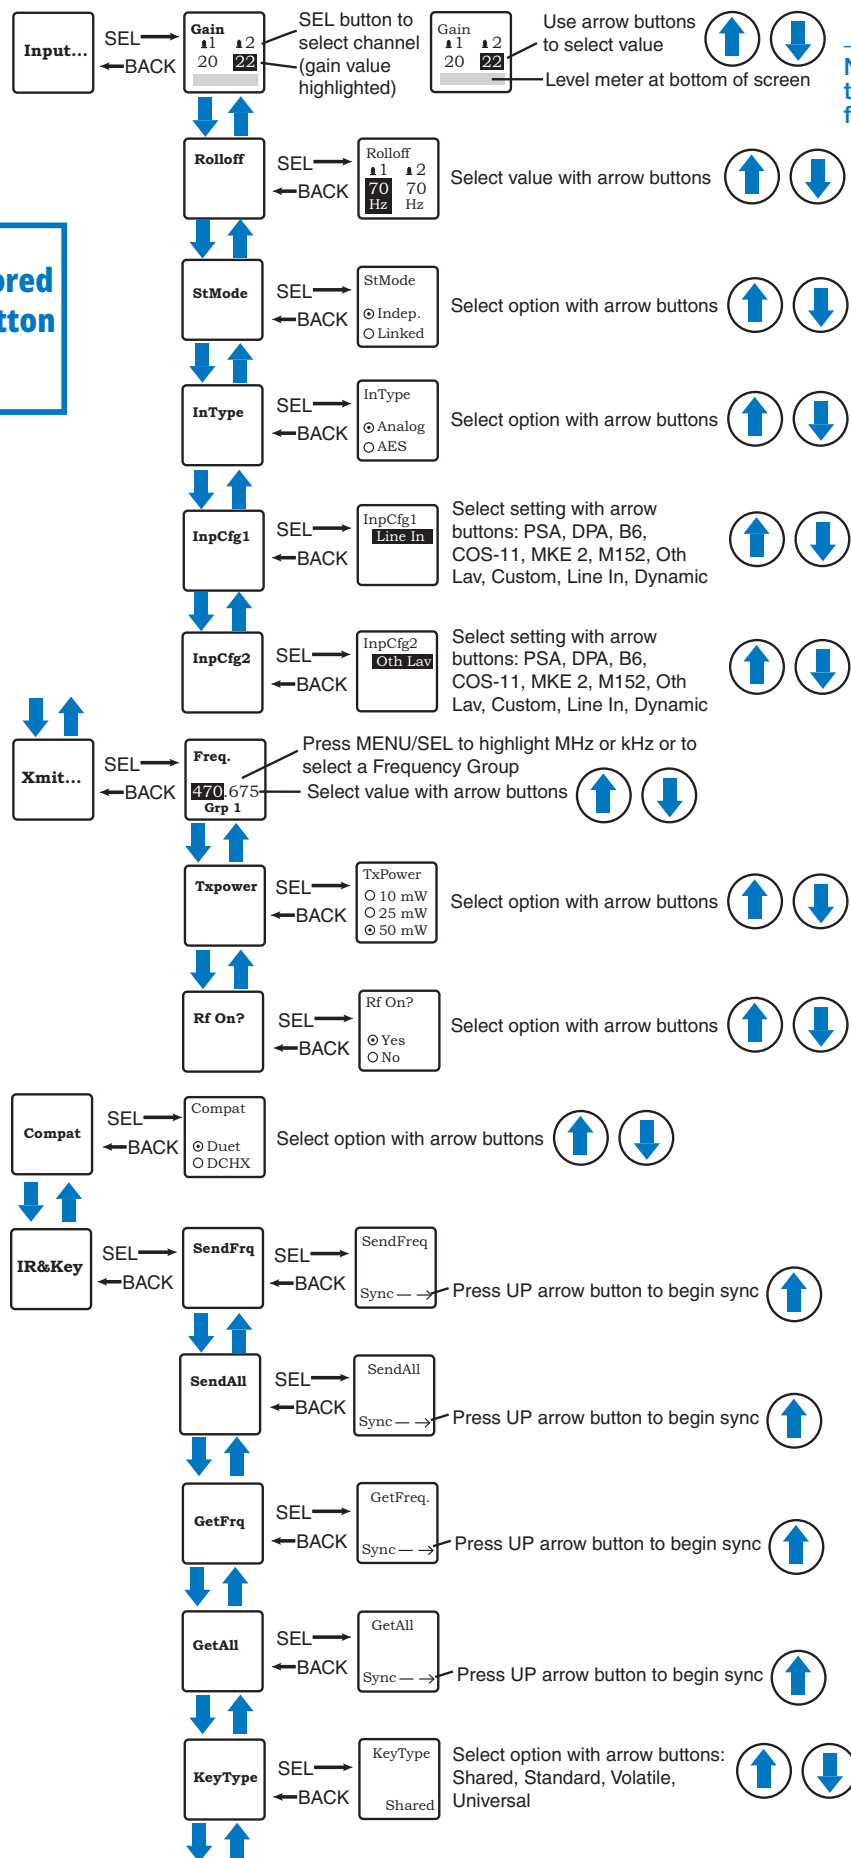 Input...
SEL
BACK
Gain
1 2
20 22
SEL button to
select channel
(gain value
highlighted)
Gain
1 2
20 22
Use arrow buttons
to select value
Level meter at bottom of screen
N
t
f
Rolloff
SEL
BACK
Rolloff
1 2
70 70
Hz Hz
Select value with arrow buttons
ored
tton
StMode
SEL
BACK
StMode
Indep.
Linked
Select option with arrow buttons
InType
SEL
BACK
InType
Analog
AES
Select option with arrow buttons
InpCfg1
SEL
BACK
InpCfg1
Line In
Select setting with arrow
buttons: PSA, DPA, B6,
COS-11, MKE 2, M152, Oth
Lav, Custom, Line In, Dynamic
InpCfg2
SEL
BACK
InpCfg2
Oth Lav
Select setting with arrow
buttons: PSA, DPA, B6,
COS-11, MKE 2, M152, Oth
Lav, Custom, Line In, Dynamic
Xmit...
SEL
BACK
Freq.
470.675
Grp 1
Press MENU/SEL to highlight MHz or kHz or to
select a Frequency Group
Select value with arrow buttons
Txpower
SEL
BACK
TxPower
10 mW
25 mW
50 mW
Select option with arrow buttons
Rf On?
SEL
BACK
Rf On?
Yes
No
Select option with arrow buttons
Compat
SEL
BACK
Compat
Duet
DCHX
Select option with arrow buttons
IR&Key
SEL
BACK
SendFrq
SEL
BACK
SendFreq
Sync
Press UP arrow button to begin sync
SendAll
SEL
BACK
SendAll
Sync
Press UP arrow button to begin sync
GetFrq
SEL
BACK
GetFreq.
Sync
Press UP arrow button to begin sync
GetAll
SEL
BACK
GetAll
Sync
Press UP arrow button to begin sync
KeyType
SEL
BACK
KeyType
Shared
Select option with arrow buttons:
Shared, Standard, Volatile,
Universal